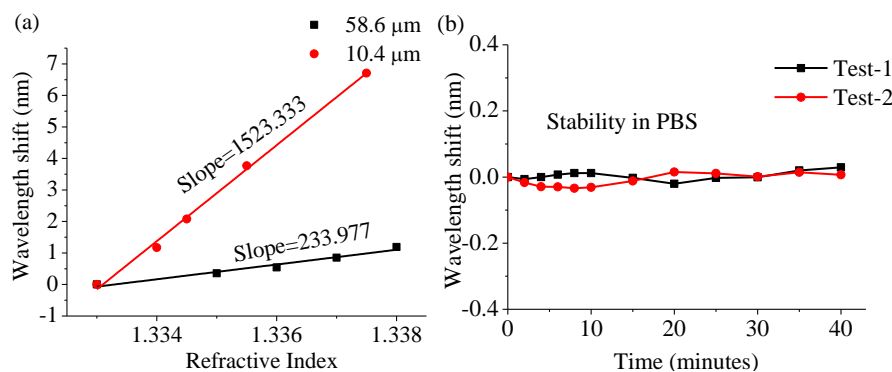 (a)
58.6 μm
10.4 μm
7
6
5
4
3
2
1
0
-1
Wavelength shift (nm)
Slope=1523.333
Slope=233.977
1.334
1.336
1.338
Refractive Index
(b)
0.4
0.2
0.0
-0.2
-0.4
Wavelength shift (nm)
Test-1
Test-2
Stability in PBS
0
10
20
30
40
Time (minutes)